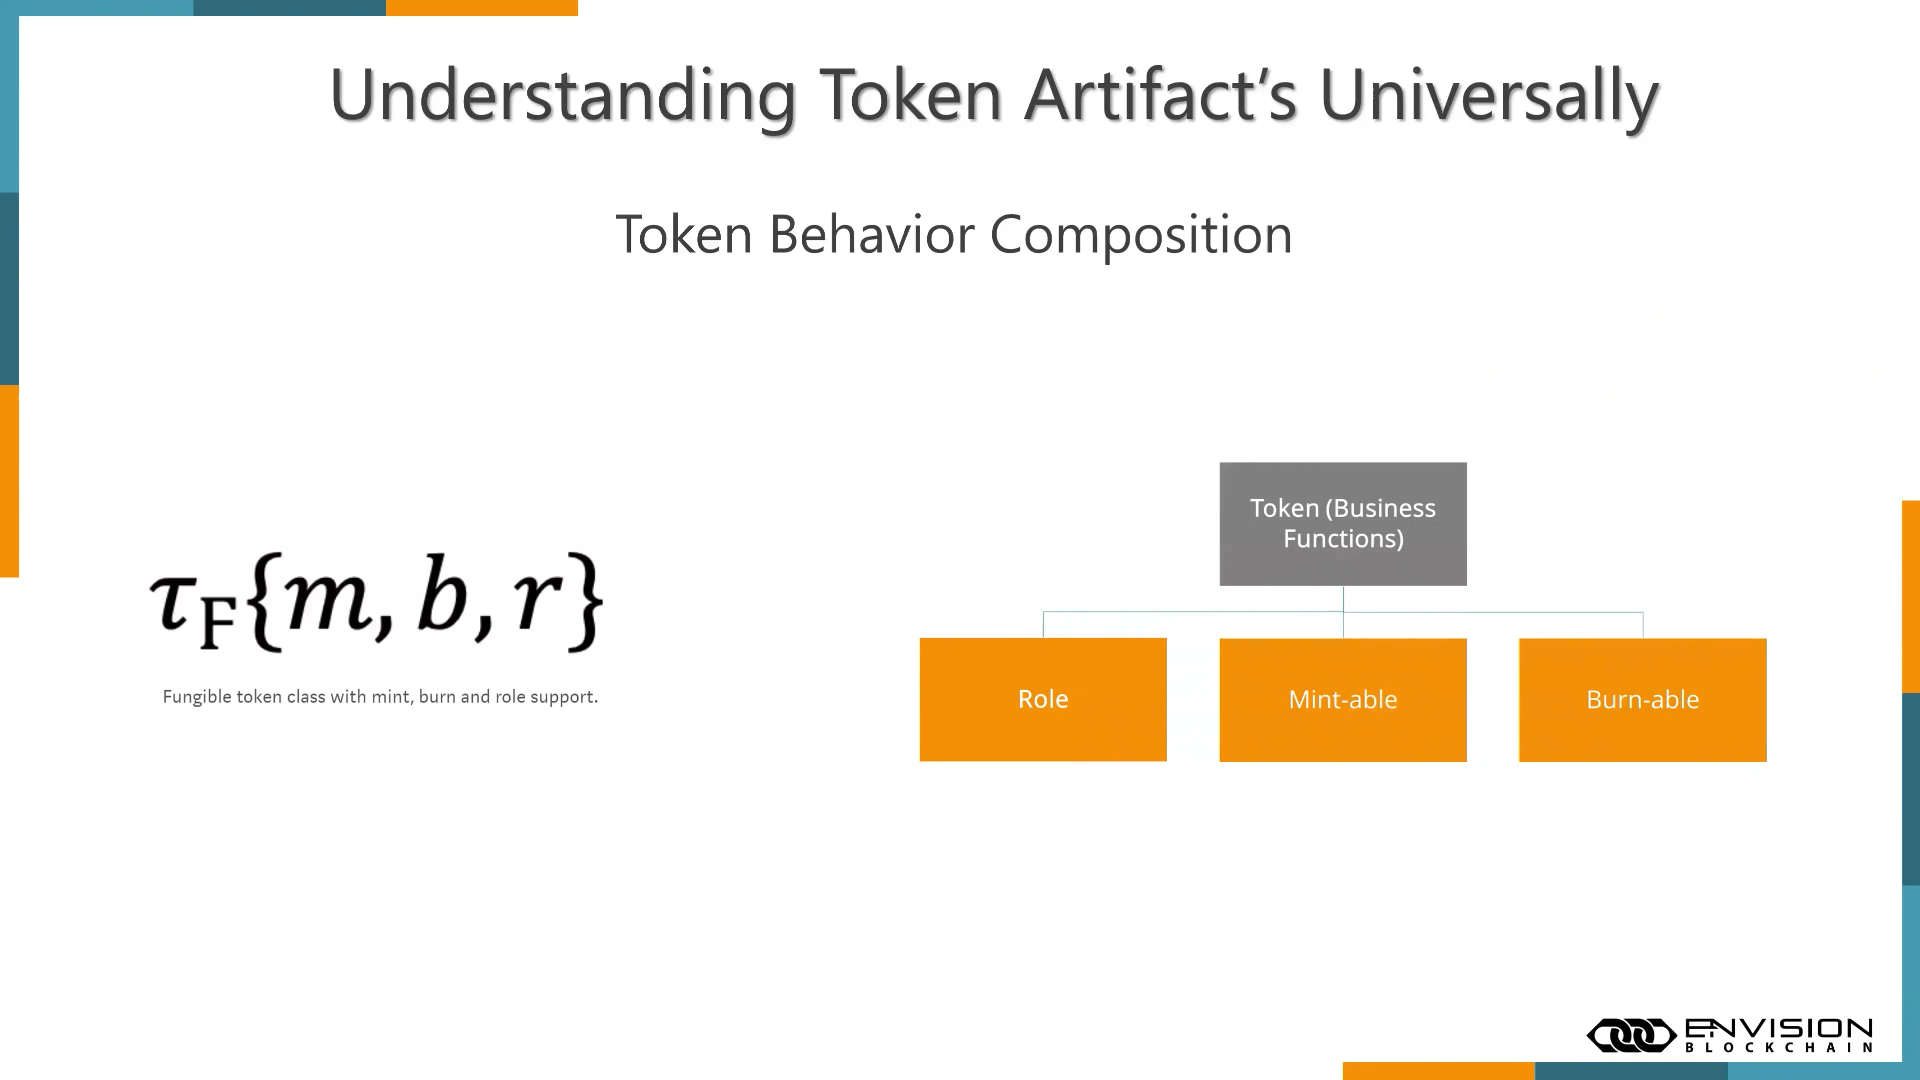 Understanding Token Artifact’s Universally
Token Behavior Composition
τF{m, b, r}
Fungible token class with mint, burn and role support.
Token (Business
Functions)
Role
Mint-able
Burn-able
ENVISION
BLOCKCHAIN